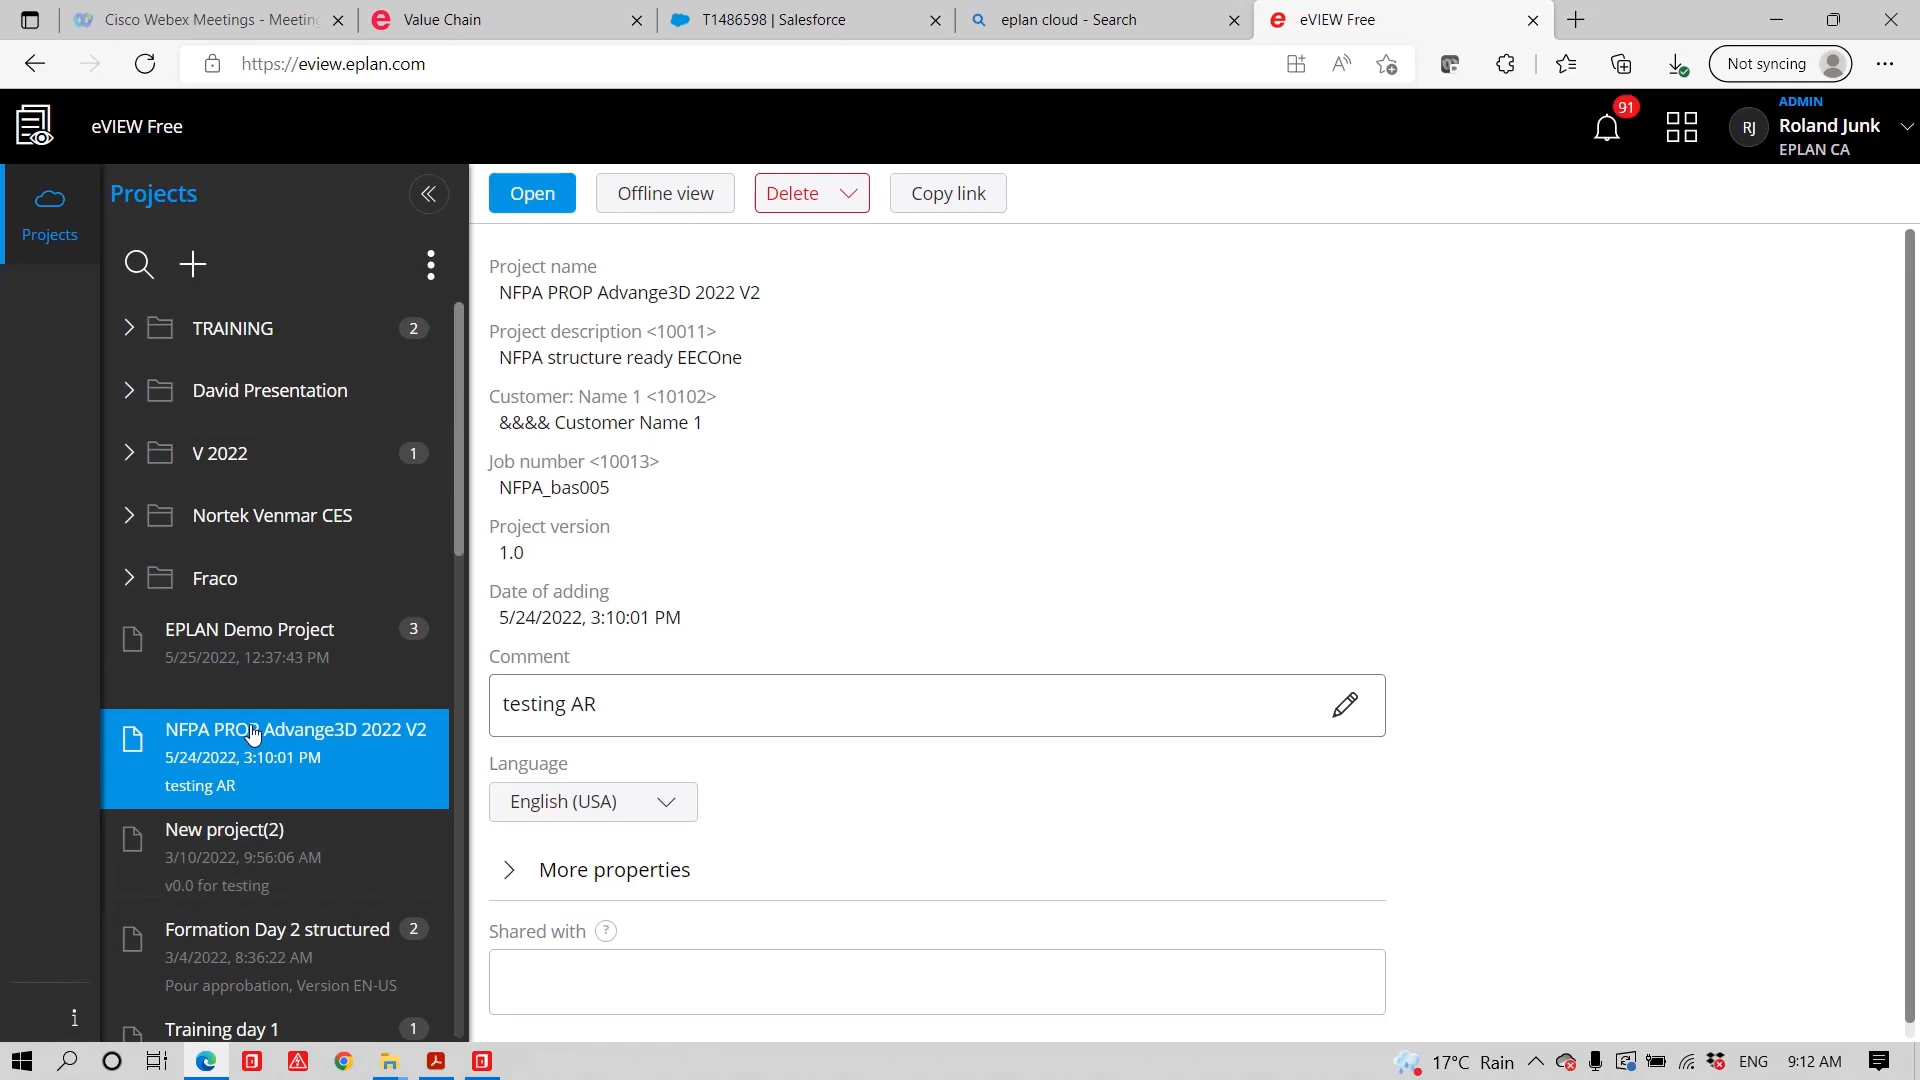 Cisco Webex Meetings - Meeting
Value Chain
T1486598 | Salesforce
eplan cloud - Search
eVIEW Free
https://eview.eplan.com
Not syncing
eVIEW Free
91
RJ
ADMIN
Roland Junk
EPLAN CA
Projects
Projects
TRAINING
2
David Presentation
V 2022
1
Nortek Venmar CES
Fraco
EPLAN Demo Project
3
5/25/2022, 12:37:43 PM
NFPA PROP Advange3D 2022 V2
5/24/2022, 3:10:01 PM
testing AR
New project(2)
3/10/2022, 9:56:06 AM
v0.0 for testing
Formation Day 2 structured
2
3/4/2022, 8:36:22 AM
Pour approbation, Version EN-US
Training day 1
1
Open
Offline view
Delete
Copy link
Project name
NFPA PROP Advange3D 2022 V2
Project description <10011>
NFPA structure ready EECOne
Customer: Name 1 <10102>
&&&& Customer Name 1
Job number <10013>
NFPA_bas005
Project version
1.0
Date of adding
5/24/2022, 3:10:01 PM
Comment
testing AR
Language
English (USA)
More properties
Shared with ?
17°C Rain
ENG
9:12 AM